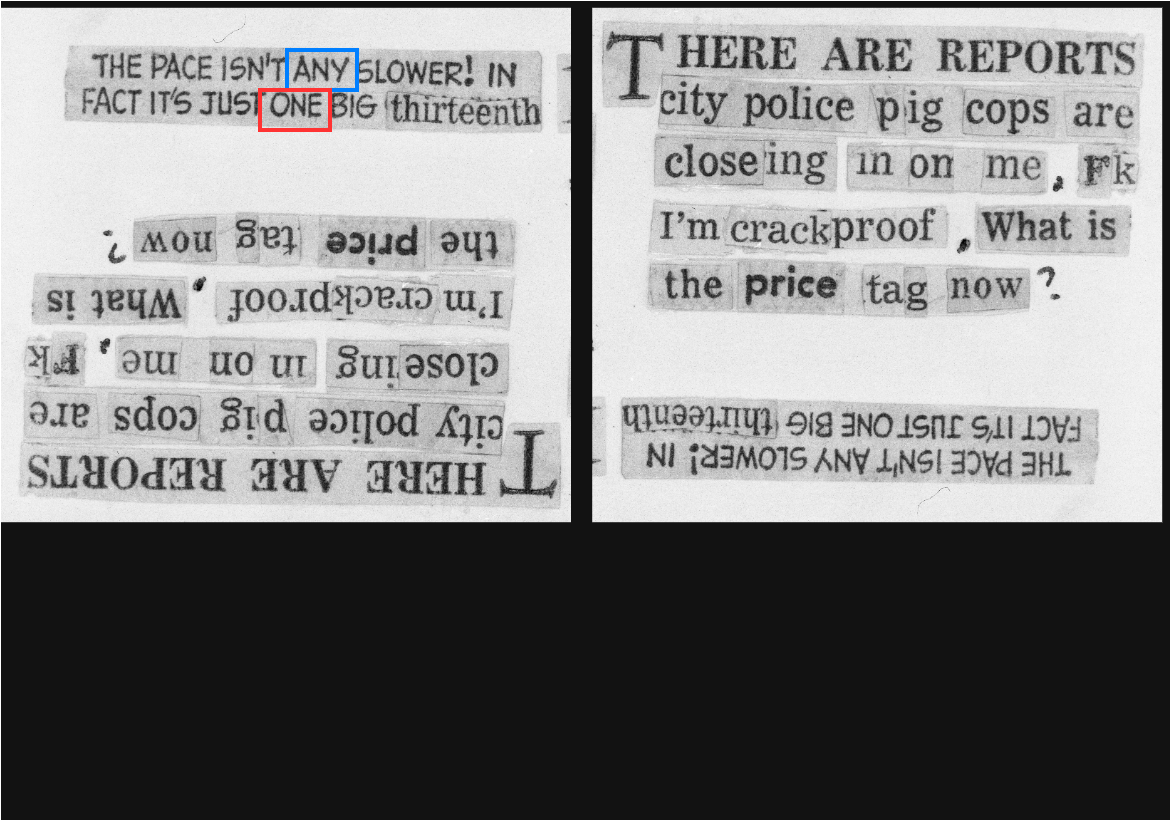 THE PACE ISN'T ANY SLOWER! IN
FACT IT'S JUST ONE BIG thirteenth
THERE ARE REPORTS
city police pig cops are
closeing in on me, Fk
I'm crackproof, What is
the price tag now?
THERE ARE REPORTS
city police pig cops are
closeing in on me, Fk
I'm crackproof, What is
the price tag now?
THE PACE ISN'T ANY SLOWER! IN
FACT IT'S JUST ONE BIG thirteenth